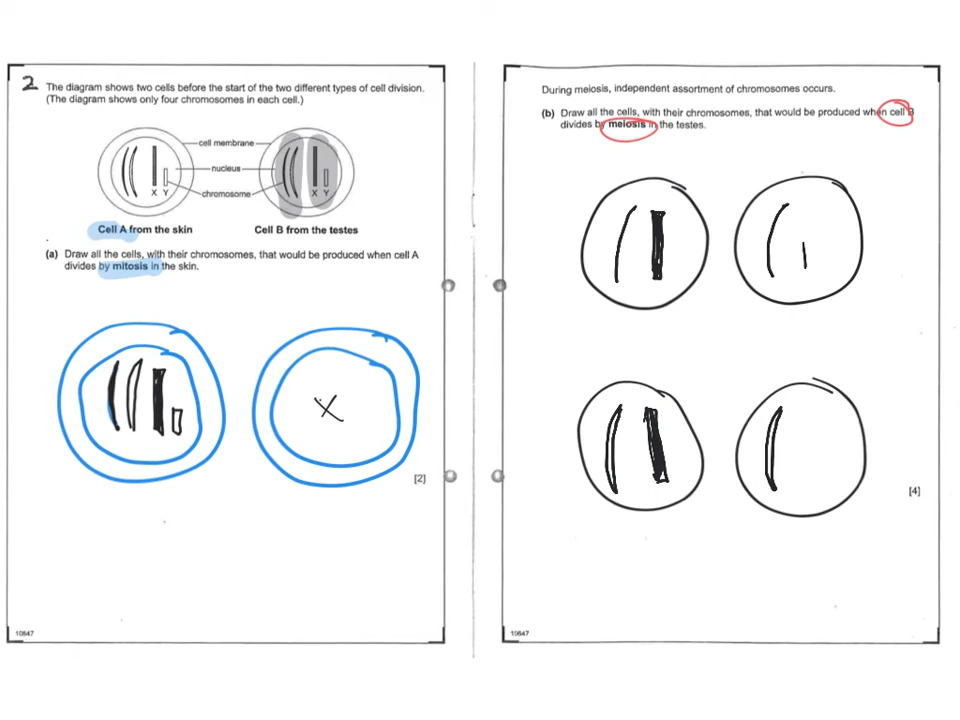 2 The diagram shows two cells before the start of the two different types of cell division.
(The diagram shows only four chromosomes in each cell.)
cell membrane
nucleus
chromosome
X Y
X Y
Cell A from the skin
Cell B from the testes
(a) Draw all the cells, with their chromosomes, that would be produced when cell A
divides by mitosis in the skin.
X
[2]
10847
During meiosis, independent assortment of chromosomes occurs.
(b) Draw all the cells, with their chromosomes, that would be produced when cell B
divides by meiosis in the testes.
[4]
10847